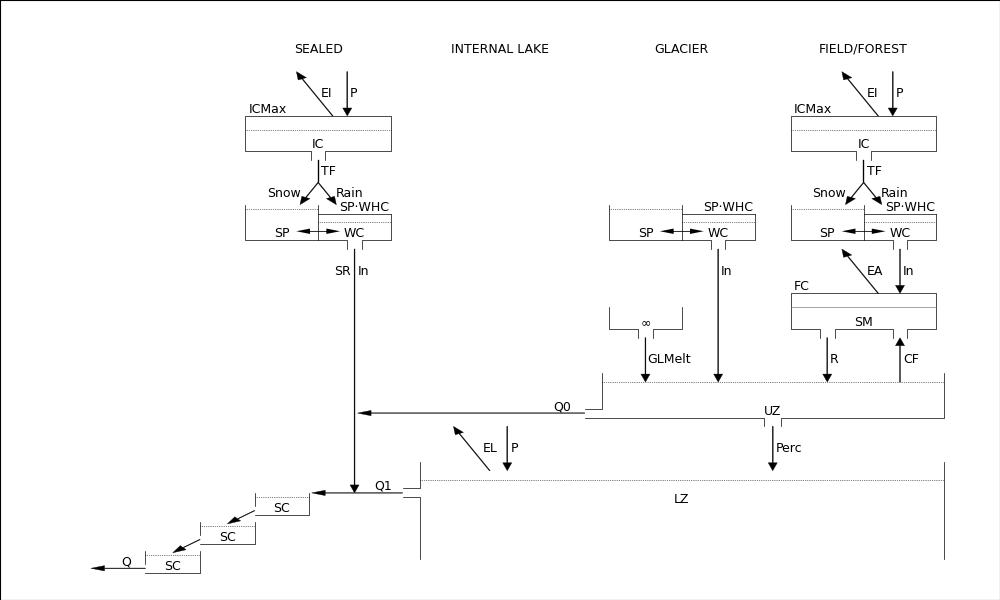 SEALED INTERNAL LAKE GLACIER FIELD/FOREST
EI P EI P
ICMax ICMax
IC IC
TF TF
Snow Rain Snow Rain
SP·WHC SP·WHC SP·WHC
SP WC SP WC SP WC
SR In In EA In
FC
∞ SM
GLMelt R CF
Q0 UZ
EL P Perc
Q1 LZ
SC
SC
Q SC